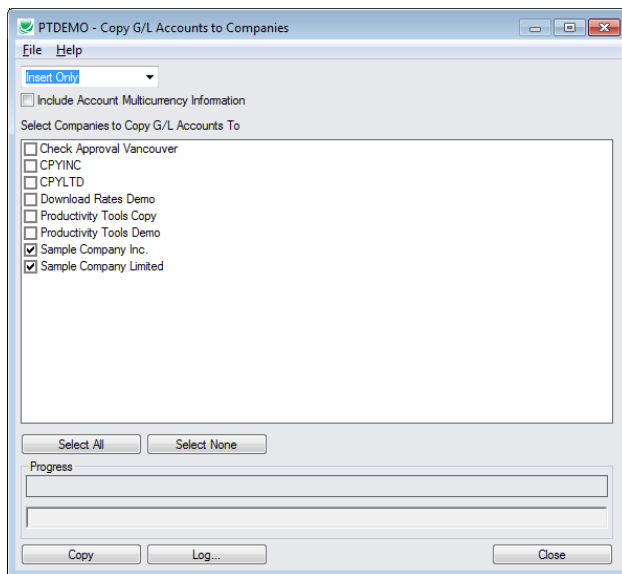 PTDEMO - Copy G/L Accounts to Companies
File Help
Insert Only
Include Account Multicurrency Information
Select Companies to Copy G/L Accounts To
Check Approval Vancouver
CPYINC
CPYLTD
Download Rates Demo
Productivity Tools Copy
Productivity Tools Demo
Sample Company Inc.
Sample Company Limited
Select All Select None
Progress
Copy Log... Close